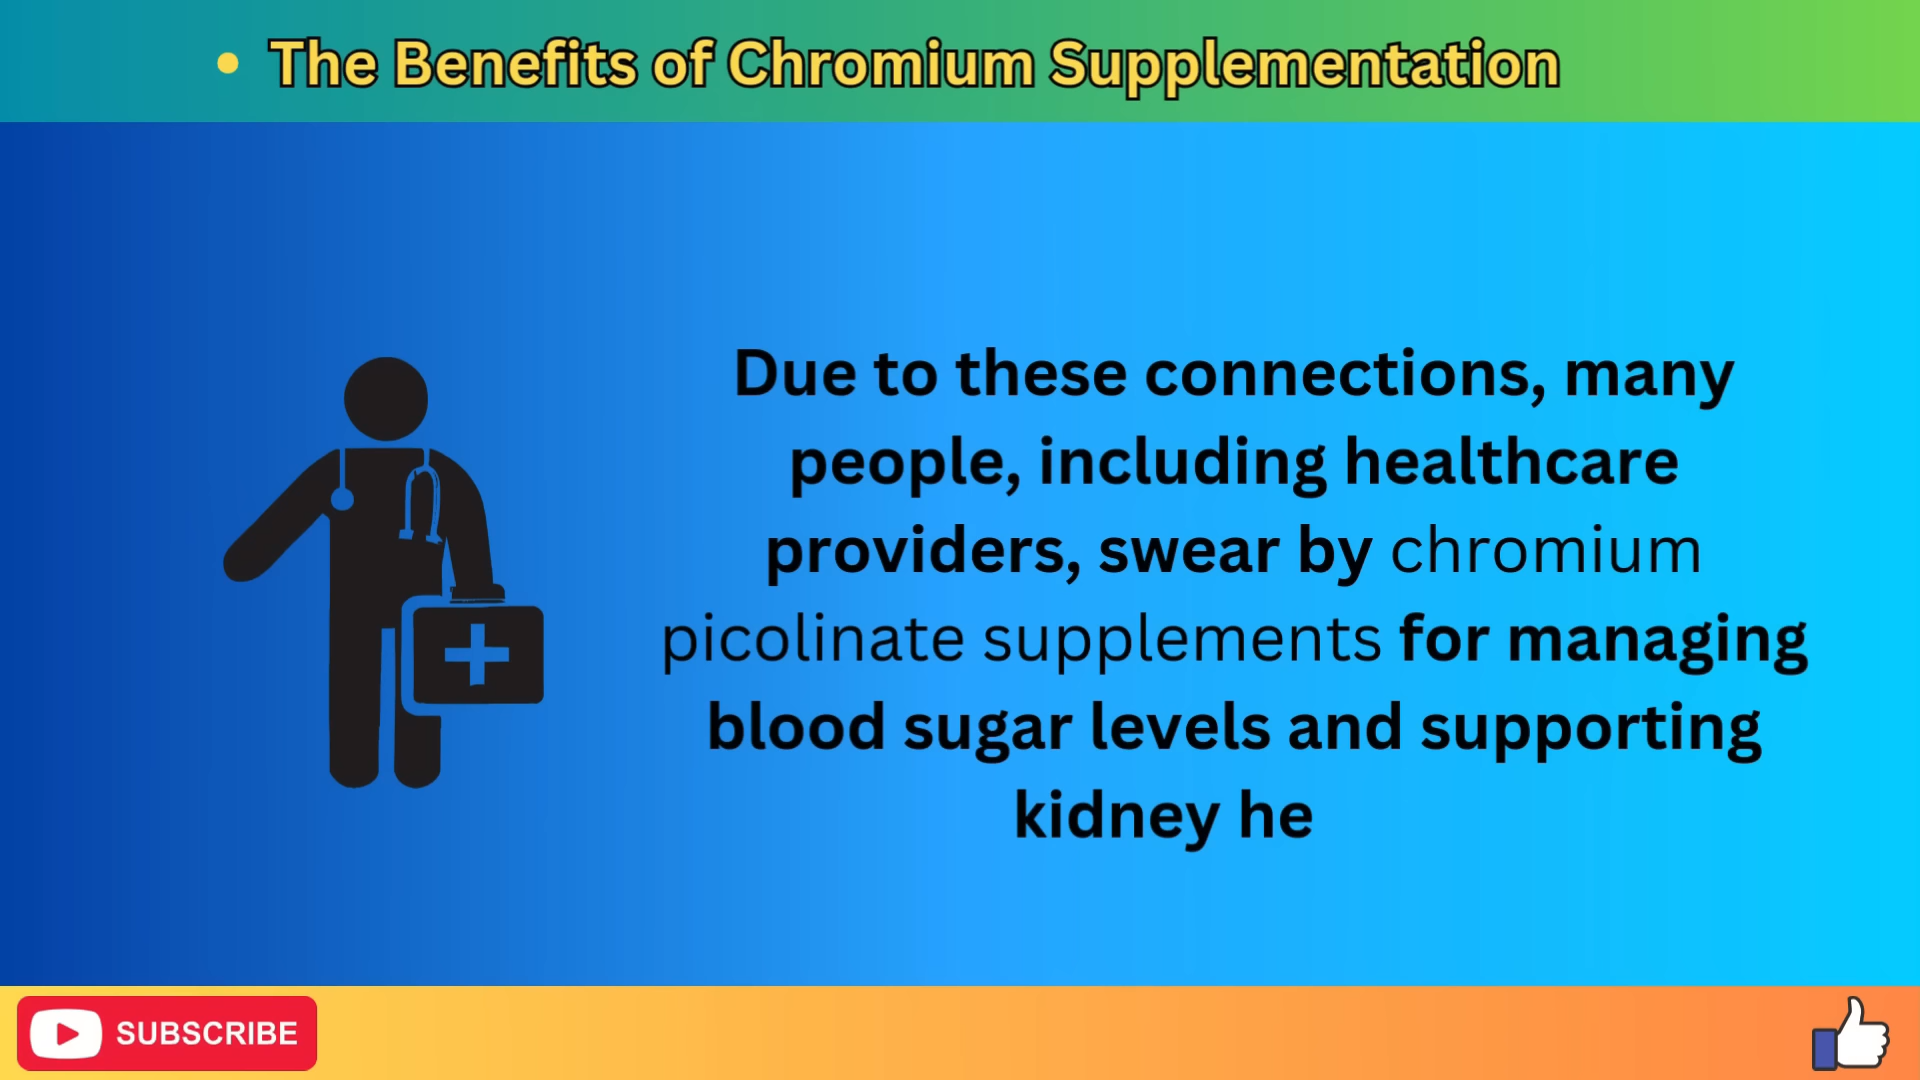 • The Benefits of Chromium Supplementation
Due to these connections, many
people, including healthcare
providers, swear by chromium
picolinate supplements for managing
blood sugar levels and supporting
kidney he
SUBSCRIBE